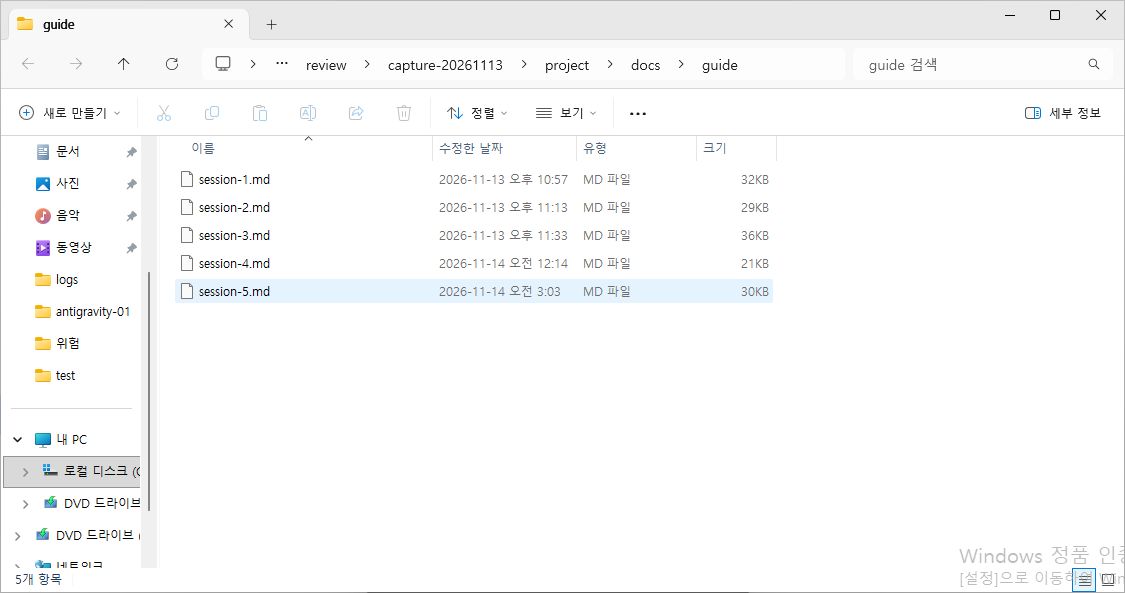 guide
review > capture-20261113 > project > docs > guide
guide 검색
새로 만들기
정렬
보기
세부 정보
문서
사진
음악
동영상
logs
antigravity-01
위험
test
내 PC
로컬 디스크 (C
DVD 드라이브
DVD 드라이브 (
네트워크
이름 수정한 날짜 유형 크기
session-1.md 2026-11-13 오후 10:57 MD 파일 32KB
session-2.md 2026-11-13 오후 11:13 MD 파일 29KB
session-3.md 2026-11-13 오후 11:33 MD 파일 36KB
session-4.md 2026-11-14 오전 12:14 MD 파일 21KB
session-5.md 2026-11-14 오전 3:03 MD 파일 30KB
Windows 정품 인증
[설정]으로 이동하여 Win
5개 항목